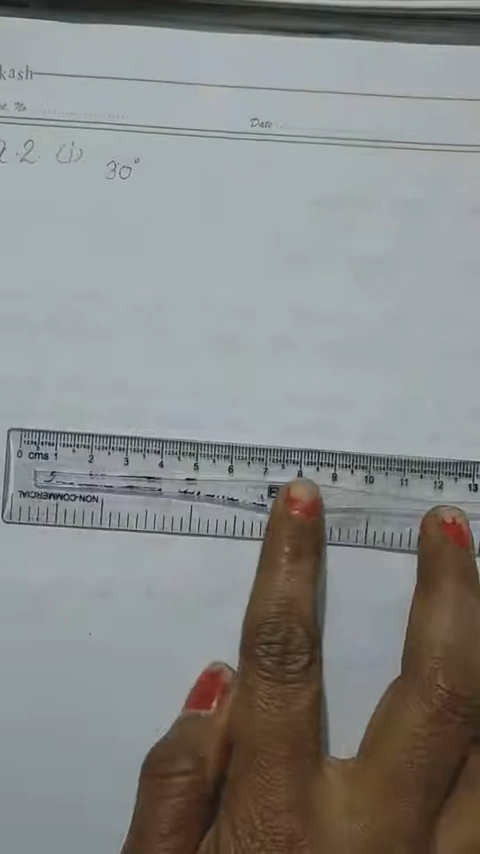 kash
Date
2.2. (i) 30°
0 cms 1 2 3 4 5 6 7 8 9 10 11 12 13
NON-COMMERCIAL